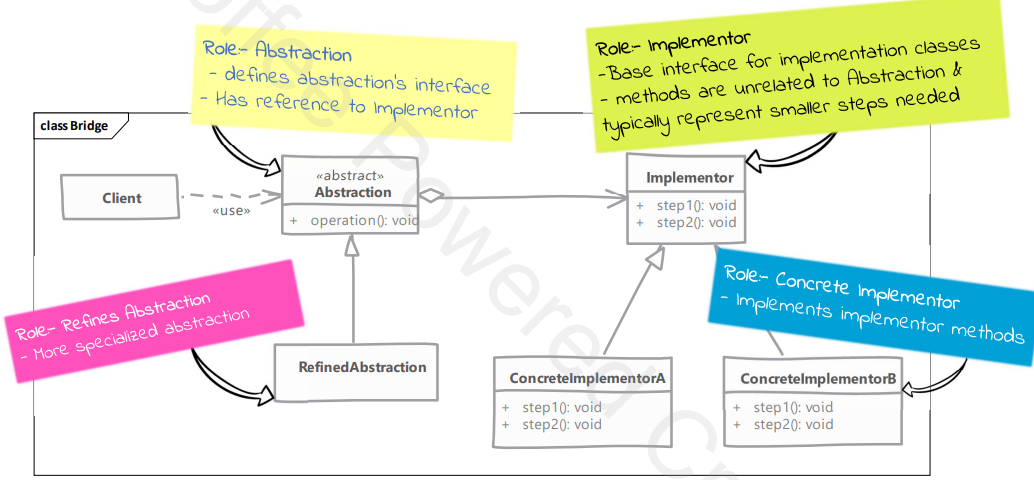 Role:- Abstraction
- defines abstraction's interface
- Has reference to Implementor
Role:- Implementor
-Base interface for implementation classes
- methods are unrelated to Abstraction &
typically represent smaller steps needed
class Bridge
Client
«use»
«abstract»
Abstraction
+ operation(): void
Implementor
+ step1(): void
+ step2(): void
Role:- Refines Abstraction
- More specialized abstraction
Role:- Concrete Implementor
- Implements implementor methods
RefinedAbstraction
ConcreteImplementorA
+ step1(): void
+ step2(): void
ConcreteImplementorB
+ step1(): void
+ step2(): void
Powered